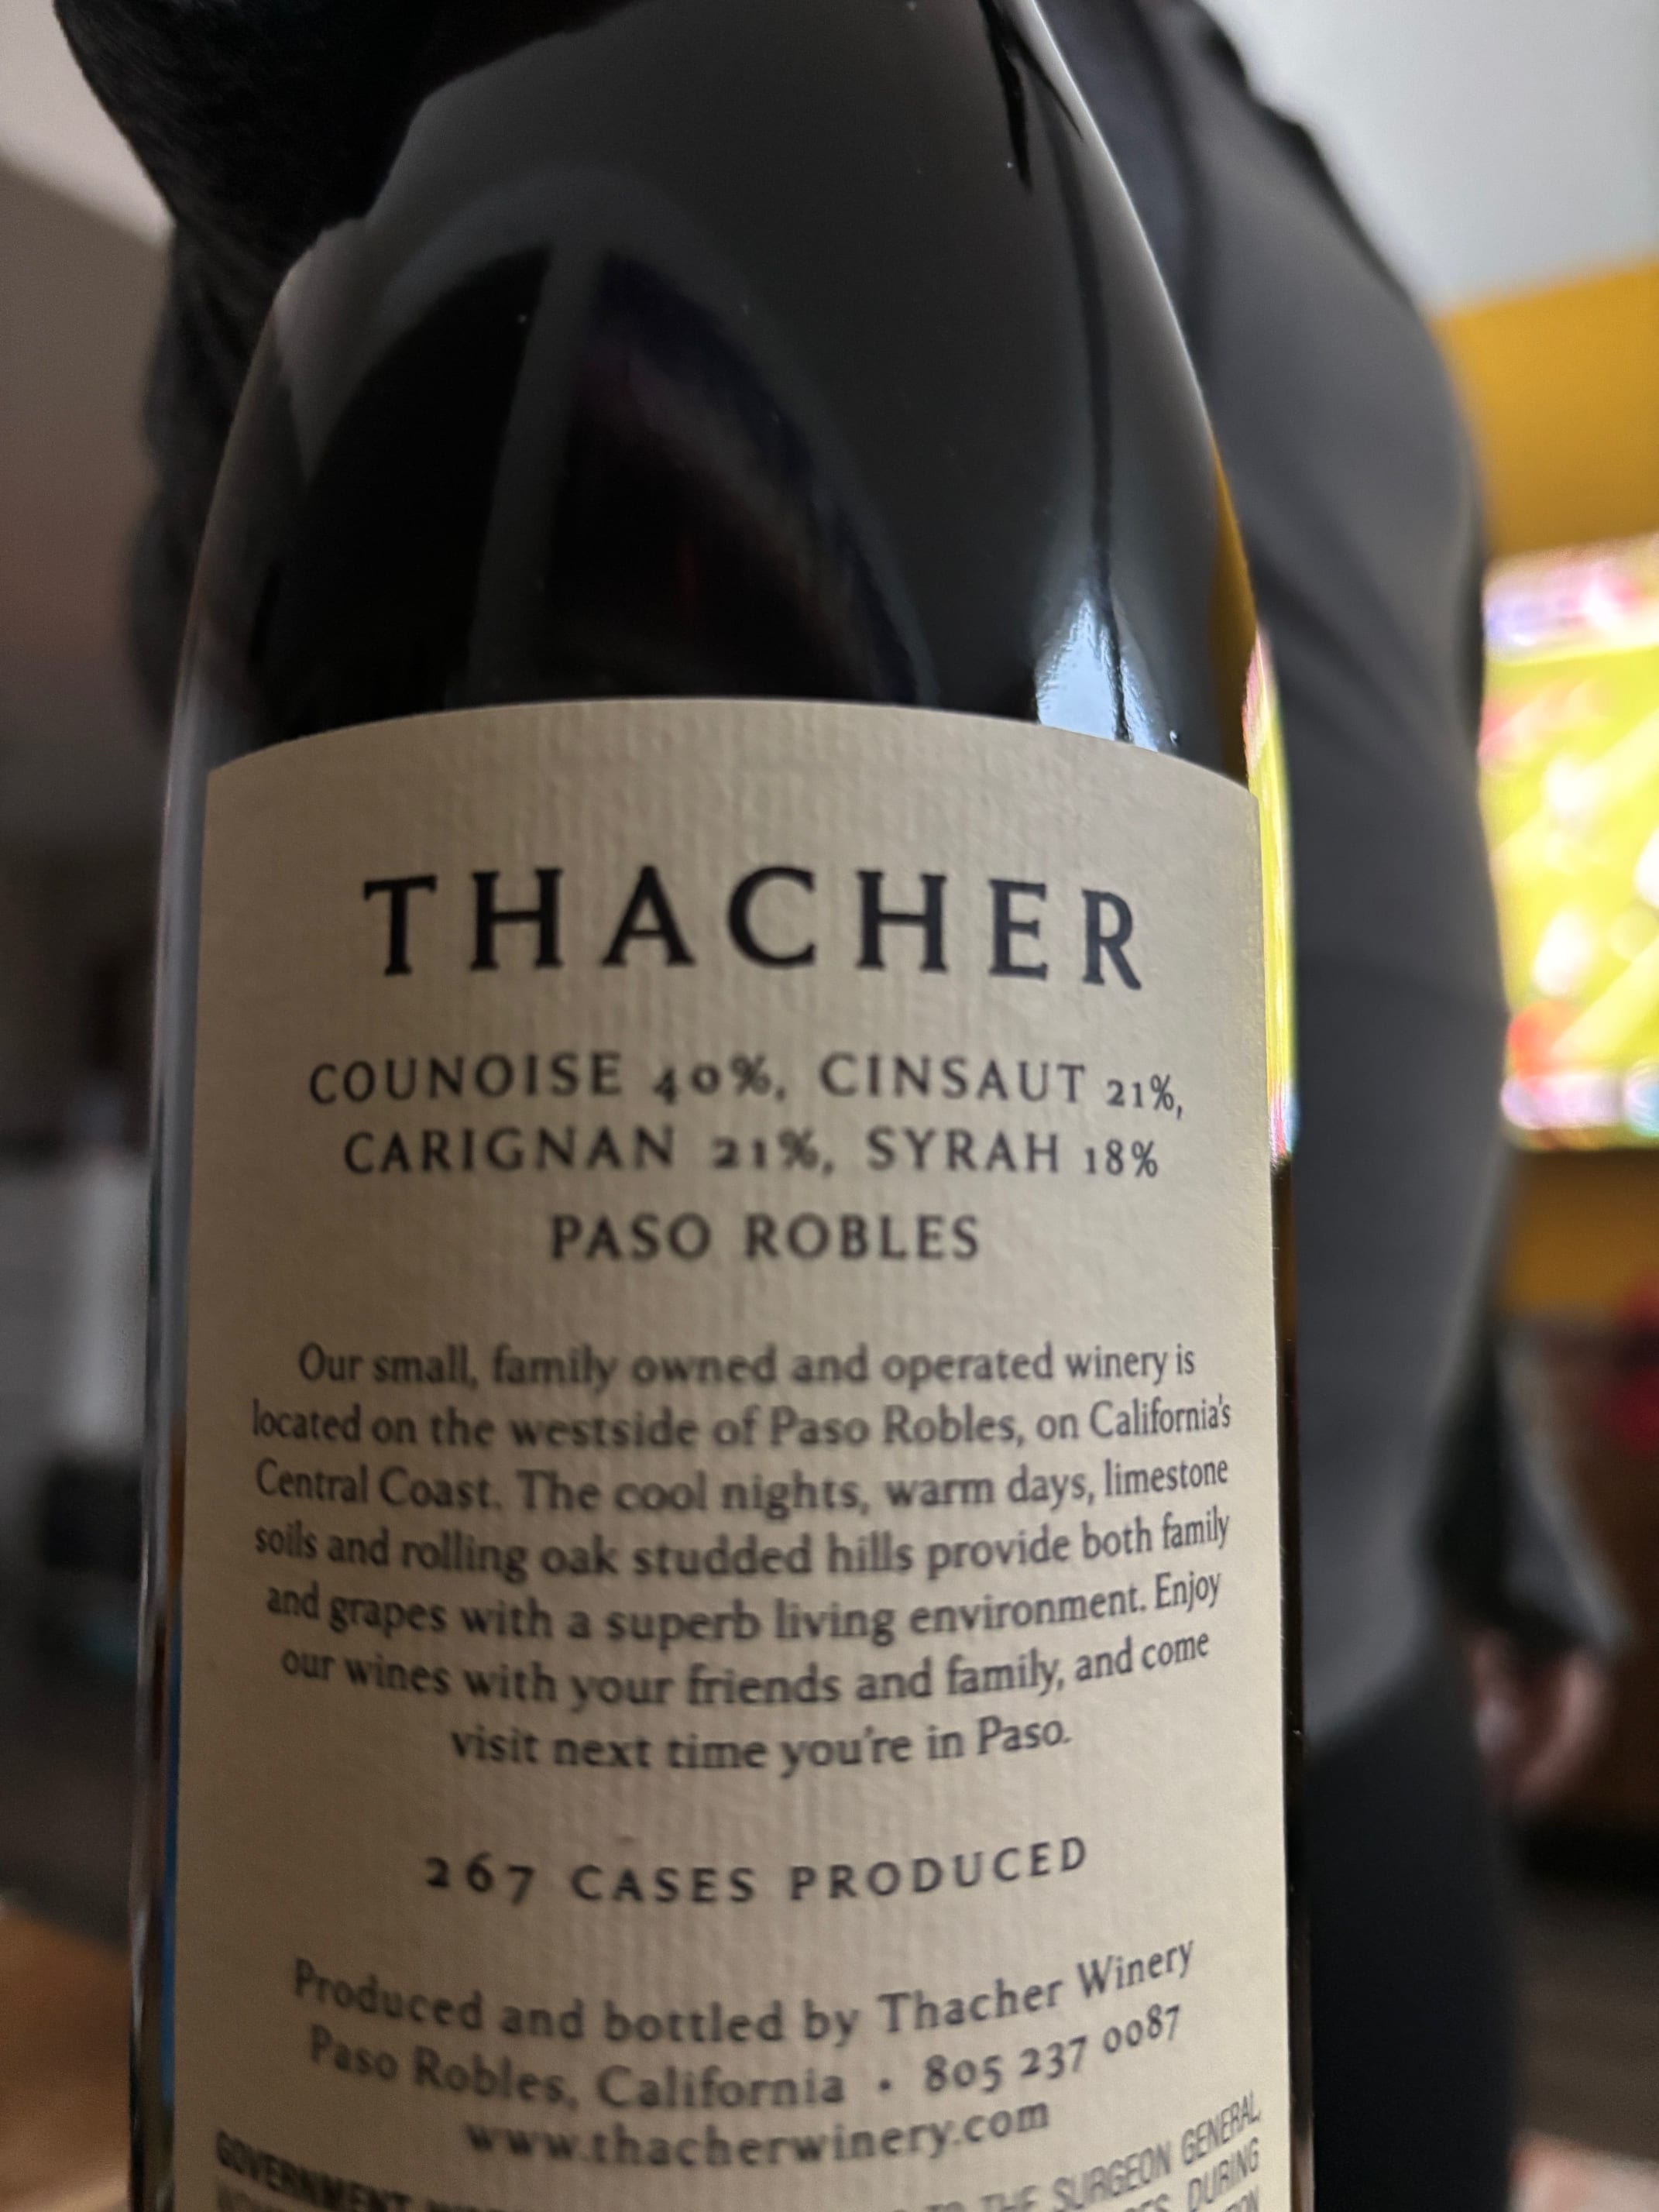 THACHER
COUNOISE 40%, CINSAUT 21%,
CARIGNAN 21%, SYRAH 18%
PASO ROBLES
Our small, family owned and operated winery is
located on the westside of Paso Robles, on California's
Central Coast. The cool nights, warm days, limestone
soils and rolling oak studded hills provide both family
and grapes with a superb living environment. Enjoy
our wines with your friends and family, and come
visit next time you're in Paso.
267 CASES PRODUCED
Produced and bottled by Thacher Winery
Paso Robles, California • 805 237 0087
www.thacherwinery.com
GOVERNMENT TO THE SURGEON GENERAL,
DURING